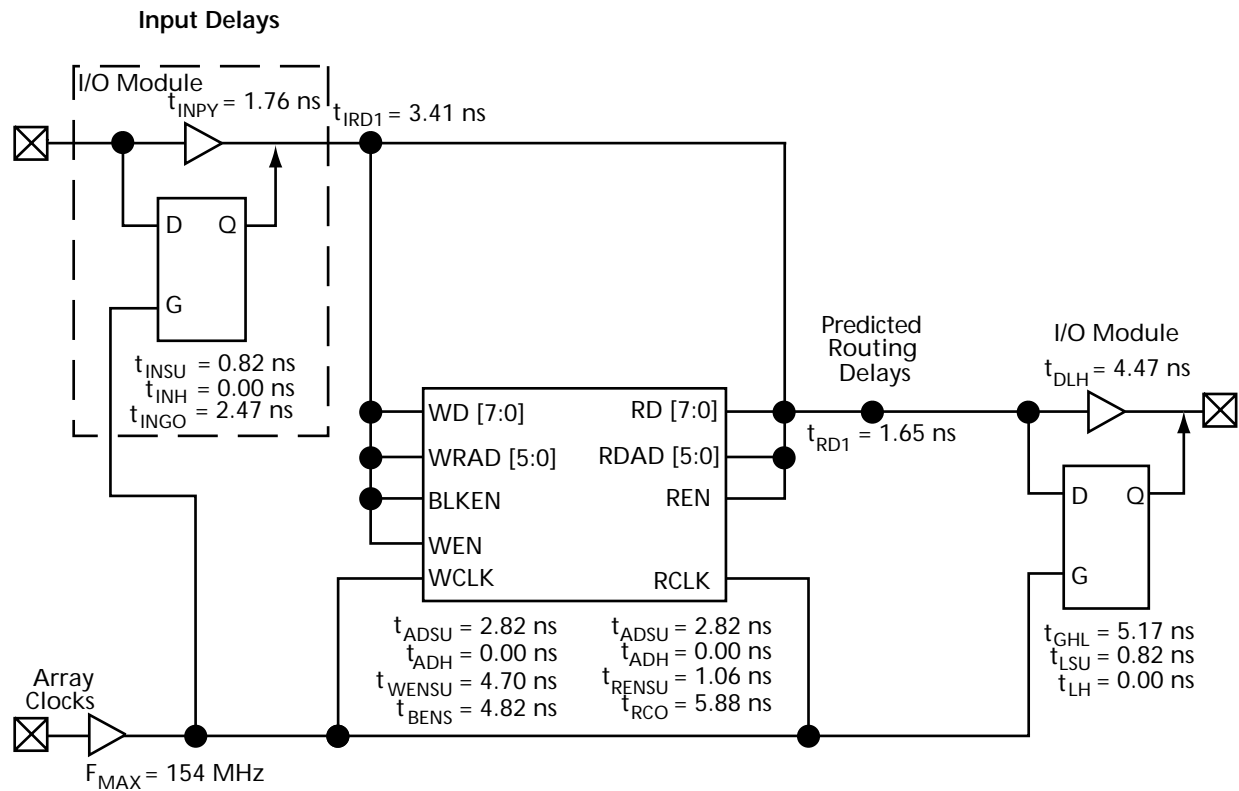 Input Delays
I/O Module
tINPY = 1.76 ns
tIRD1 = 3.41 ns
D
Q
G
tINSU = 0.82 ns
tINH = 0.00 ns
tINGO = 2.47 ns
Predicted
Routing
Delays
tRD1 = 1.65 ns
I/O Module
tDLH = 4.47 ns
WD [7:0]
RD [7:0]
WRAD [5:0]
RDAD [5:0]
BLKEN
REN
WEN
WCLK
RCLK
D
Q
G
tADSU = 2.82 ns
tADH = 0.00 ns
tWENSU = 4.70 ns
tBENS = 4.82 ns
tADSU = 2.82 ns
tADH = 0.00 ns
tRENSU = 1.06 ns
tRCO = 5.88 ns
tGHL = 5.17 ns
tLSU = 0.82 ns
tLH = 0.00 ns
Array
Clocks
FMAX = 154 MHz